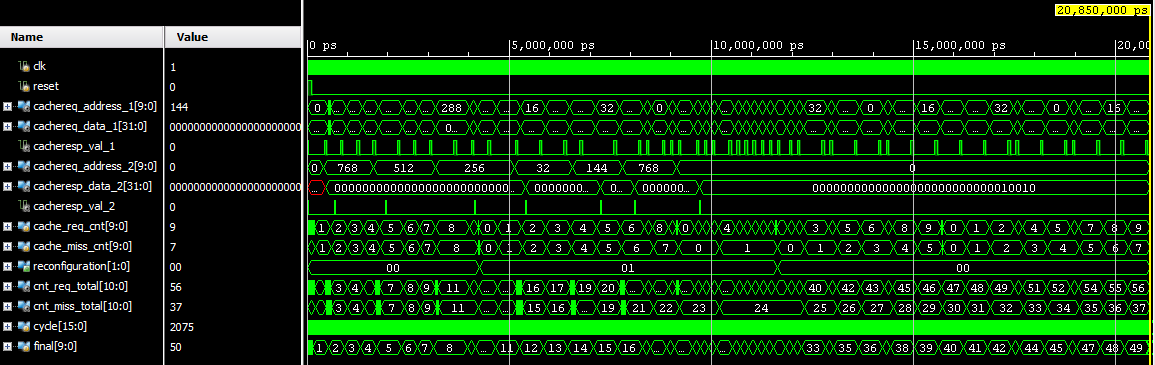 20,850,000 ps
Name Value
0 ps 5,000,000 ps 10,000,000 ps 15,000,000 ps 20,0
clk 1
reset 0
cachereq_address_1[9:0] 144 0 ... ... ... ... ... ... 288 ... 16 ... 32 ... 0 ... 32 ... 0 ... 16 ... 32 ... 0 16 ...
cachereq_data_1[31:0] 0000000000000000000000 ... ... ... ... ... ... 0... ... ... ... ...
cacheresp_val_1 0
cachereq_address_2[9:0] 0 0 768 512 256 32 144 768 0
cacheresp_data_2[31:0] 0000000000000000000000 ... 00000000000000000000000000... 0000000... 0... 000000... 00000000000000000000000000010010
cacheresp_val_2 0
cache_req_cnt[9:0] 9 1 2 3 4 5 6 7 8 0 1 2 3 4 5 6 8 0 ... 4 ... 3 ... 5 ... 8 9 0 1 2 4 ... 7 8 9
cache_miss_cnt[9:0] 7 1 2 3 4 5 6 7 8 0 1 2 3 4 5 6 7 0 1 0 1 2 3 4 5 0 1 2 3 4 5 6 7
reconfiguration[1:0] 00 00 01 00
cnt_req_total[10:0] 56 3 4 7 8 9 11 ... 16 17 19 20 ... ... 40 42 43 45 46 47 48 49 ... 51 52 54 55 56
cnt_miss_total[10:0] 37 3 4 7 8 9 11 ... 15 16 ... 19 21 22 23 24 25 26 27 28 29 30 31 32 33 34 35 36 37
cycle[15:0] 2075
final[9:0] 50 1 2 3 4 5 6 7 8 ... 11 12 13 14 15 16 ... ... 33 34 ... 36 ... 38 39 40 41 42 43 ... 45 ... 47 48 49